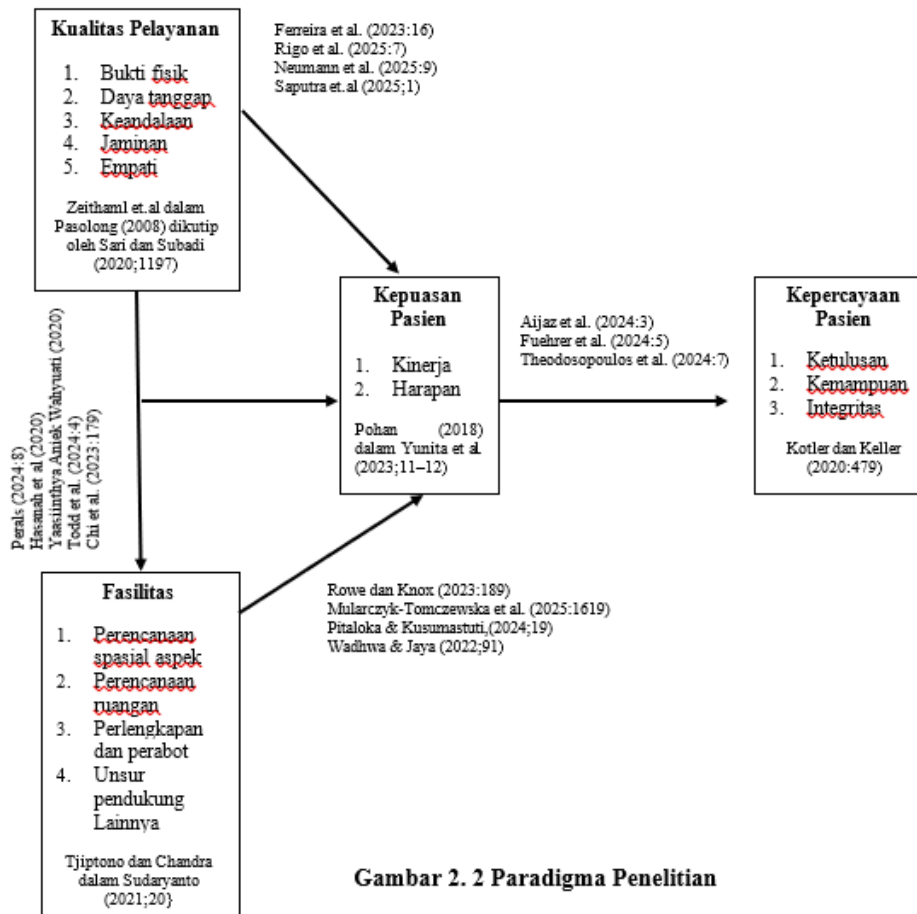 Kualitas Pelayanan
1. Bukti fisik
2. Daya tanggap
3. Keandalaan
4. Jaminan
5. Empati
Zeithaml et.al dalam
Pasolong (2008) dikutip
oleh Sari dan Subadi
(2020;1197)
Ferreira et al. (2023:16)
Rigo et al. (2025:7)
Neumann et al. (2025:9)
Saputra et.al (2025;1)
Perals (2024:8)
Hasanah et al (2020)
Yaasiinthya Aniek Wahyuati (2020)
Todd et al. (2024:4)
Chi et al. (2023:179)
Kepuasan
Pasien
1. Kinerja
2. Harapan
Pohan (2018)
dalam Yunita et al.
(2023;11–12)
Aijaz et al. (2024:3)
Fuehrer et al. (2024:5)
Theodosopoulos et al. (2024:7)
Kepercayaan
Pasien
1. Ketulusan
2. Kemampuan
3. Integritas
Kotler dan Keller
(2020:479)
Fasilitas
1. Perencanaan
spasial aspek
2. Perencanaan
ruangan
3. Perlengkapan
dan perabot
4. Unsur
pendukung
Lainnya
Tjiptono dan Chandra
dalam Sudaryanto
(2021;20}
Rowe dan Knox (2023:189)
Mularczyk-Tomczewska et al. (2025:1619)
Pitaloka & Kusumastuti,(2024;19)
Wadhwa & Jaya (2022;91)
Gambar 2. 2 Paradigma Penelitian